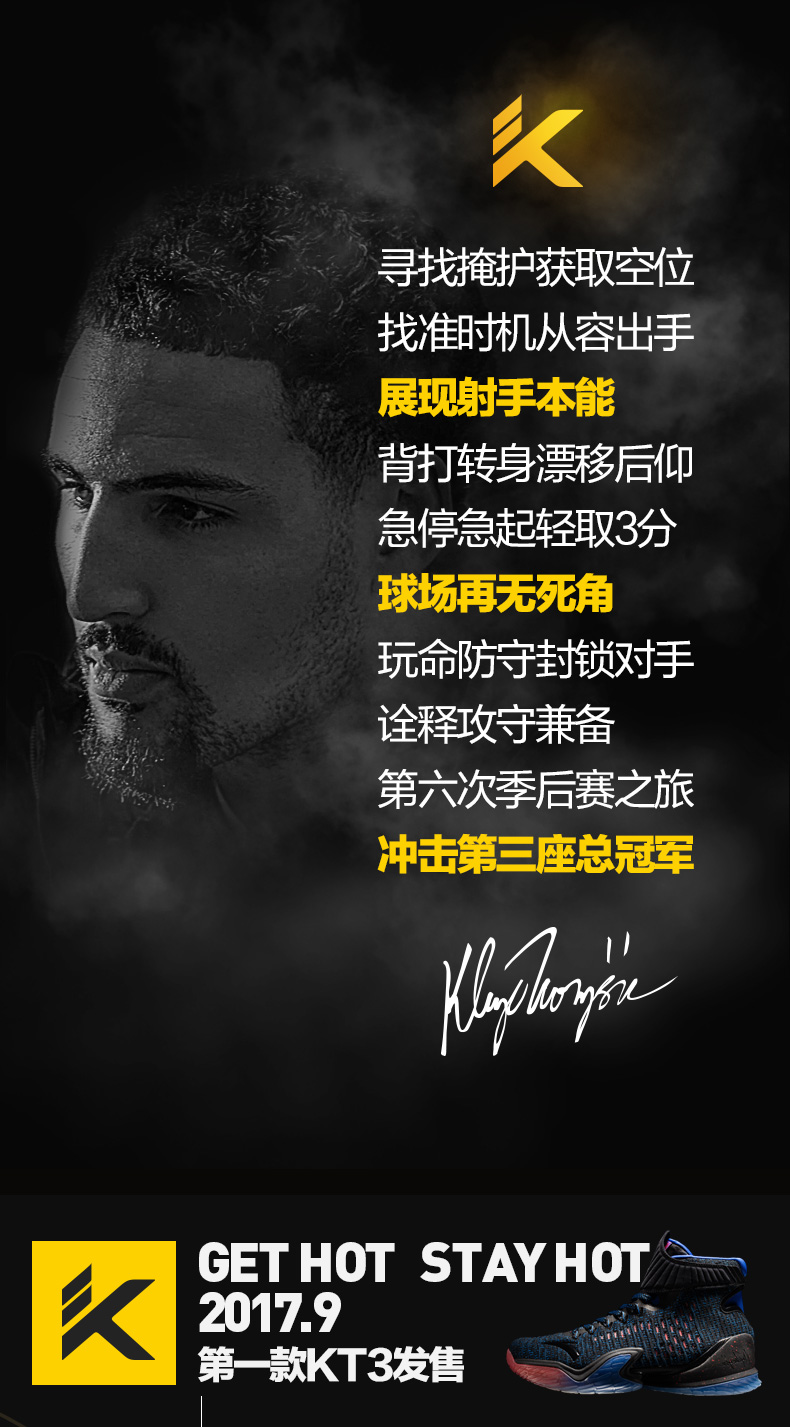 寻找掩护获取空位
找准时机从容出手
展现射手本能
背打转身漂移后仰
急停急起轻取3分
球场再无死角
玩命防守封锁对手
诠释攻守兼备
第六次季后赛之旅
冲击第三座总冠军
GET HOT STAY HOT
2017.9
第一款KT3发售